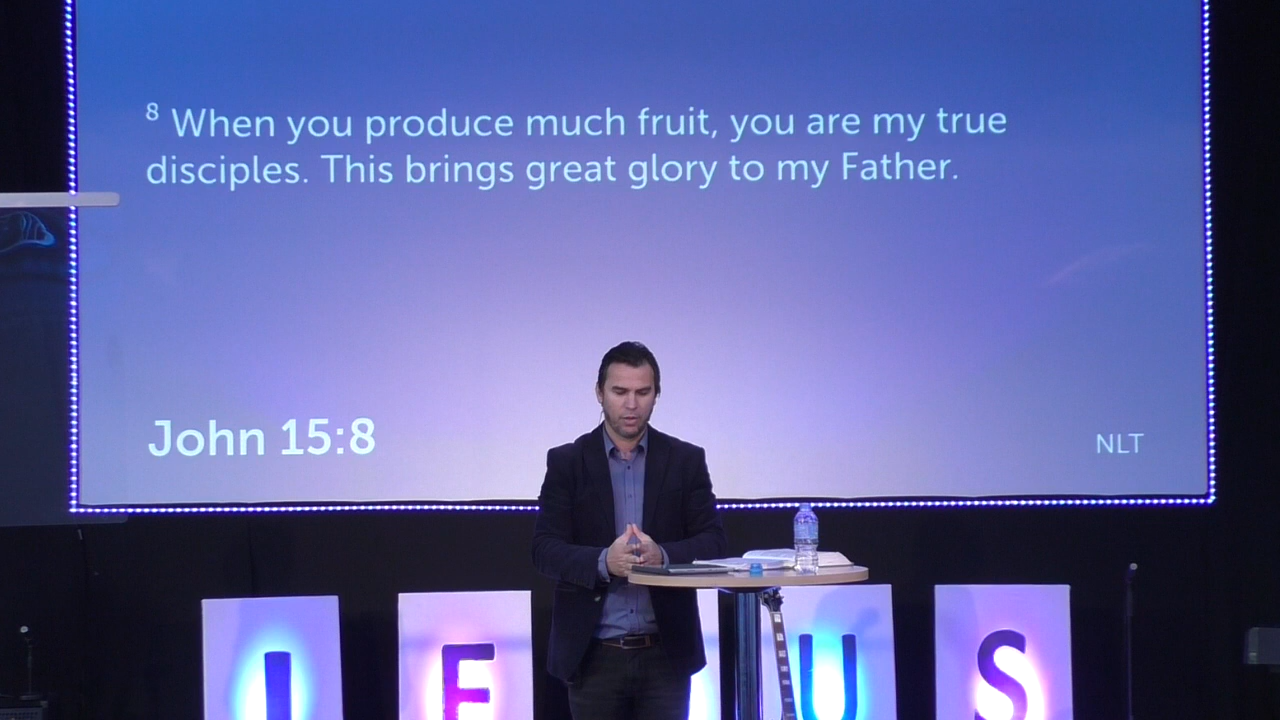 8 When you produce much fruit, you are my true
disciples. This brings great glory to my Father.
John 15:8
NLT
J E U S